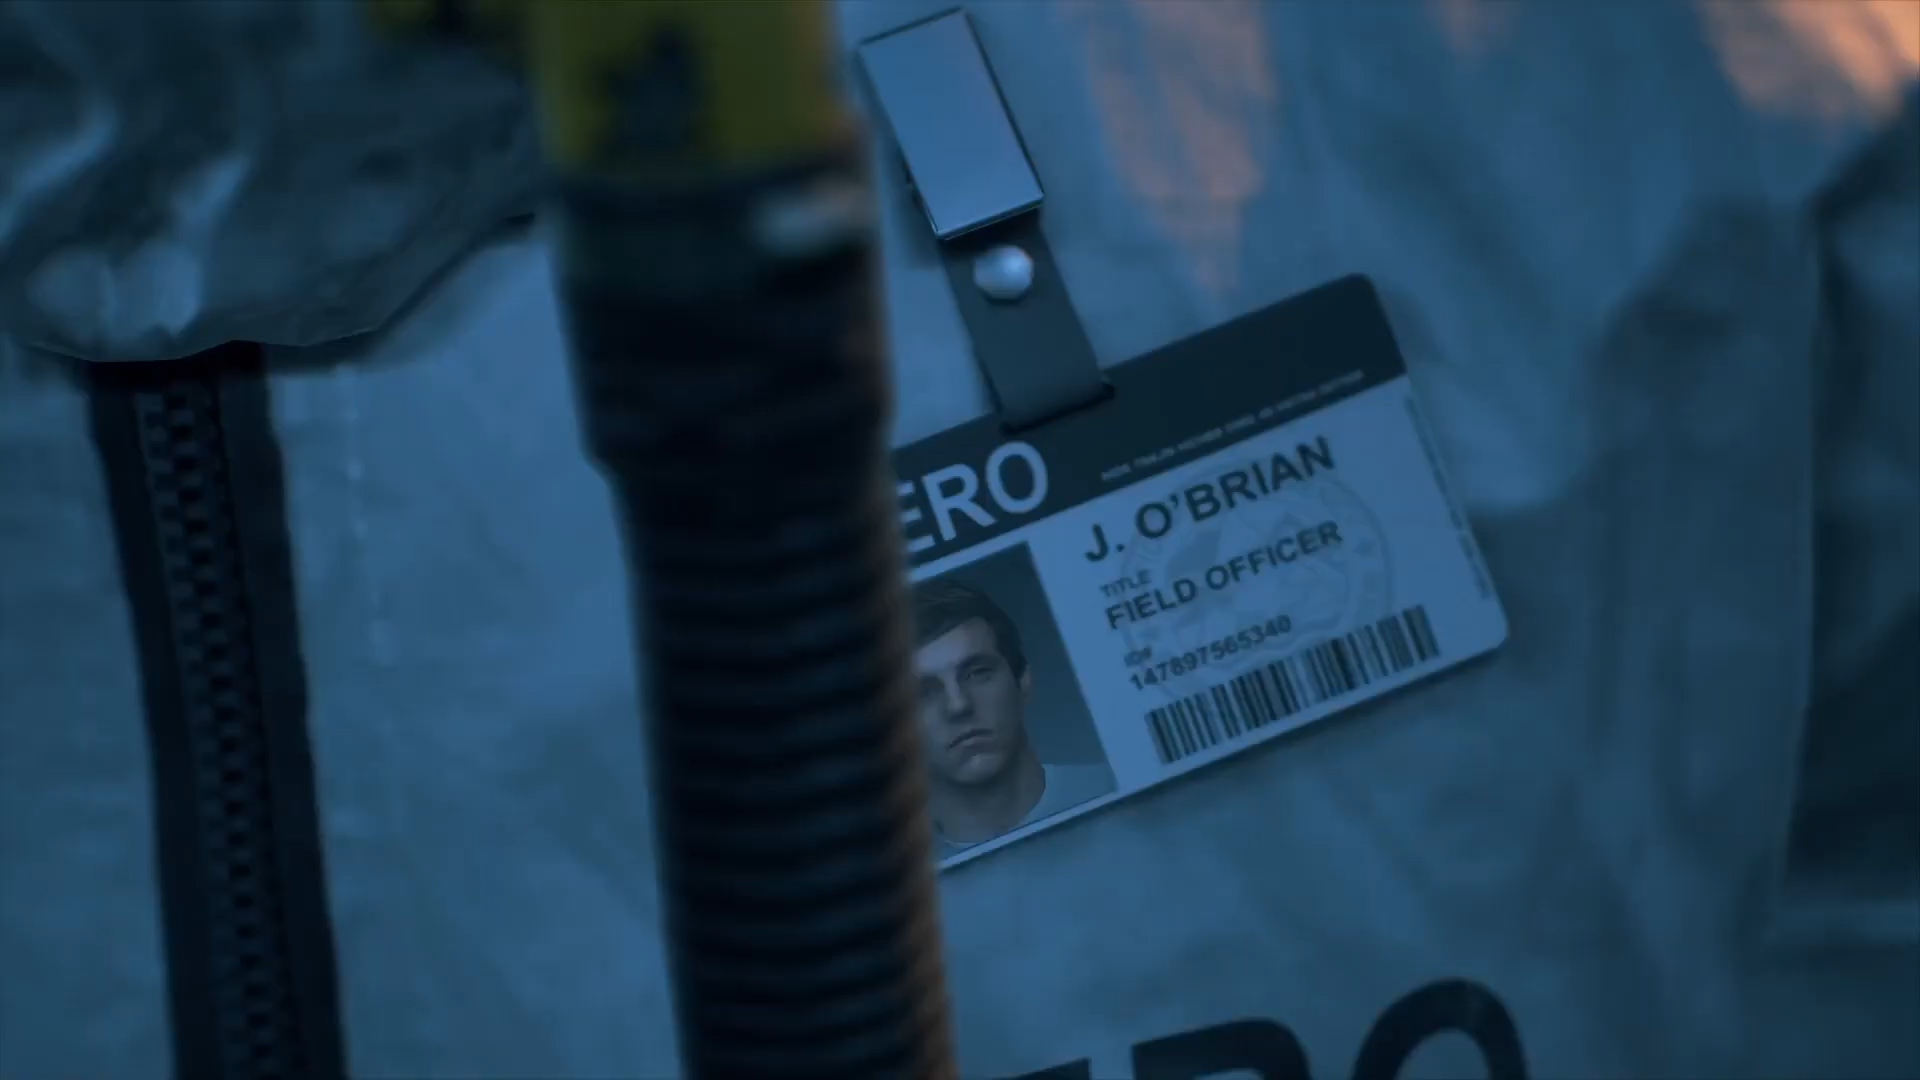 ERO
J. O'BRIAN
TITLE
FIELD OFFICER
ID#
147897565340
ERO